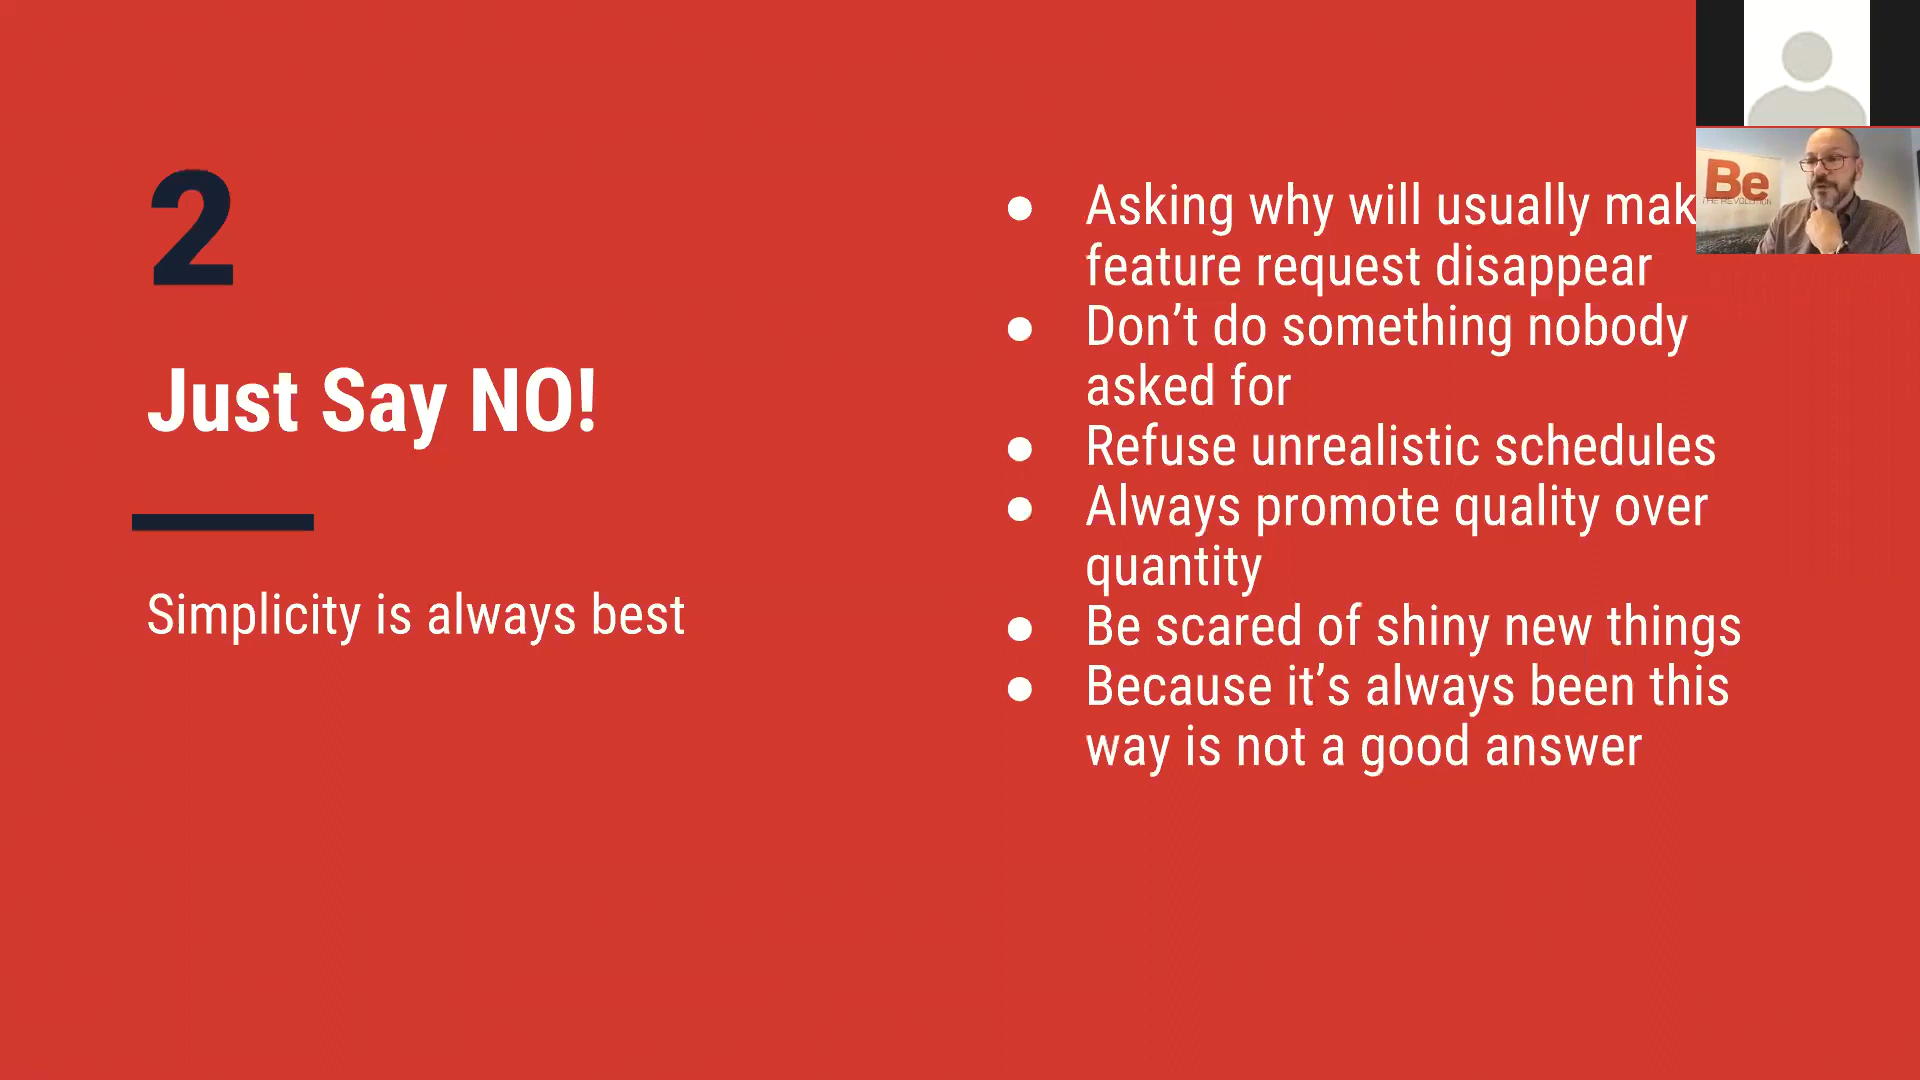 2
Just Say NO!
Simplicity is always best
● Asking why will usually mak
feature request disappear
● Don’t do something nobody
asked for
● Refuse unrealistic schedules
● Always promote quality over
quantity
● Be scared of shiny new things
● Because it’s always been this
way is not a good answer
Be
THE REVOLUTION